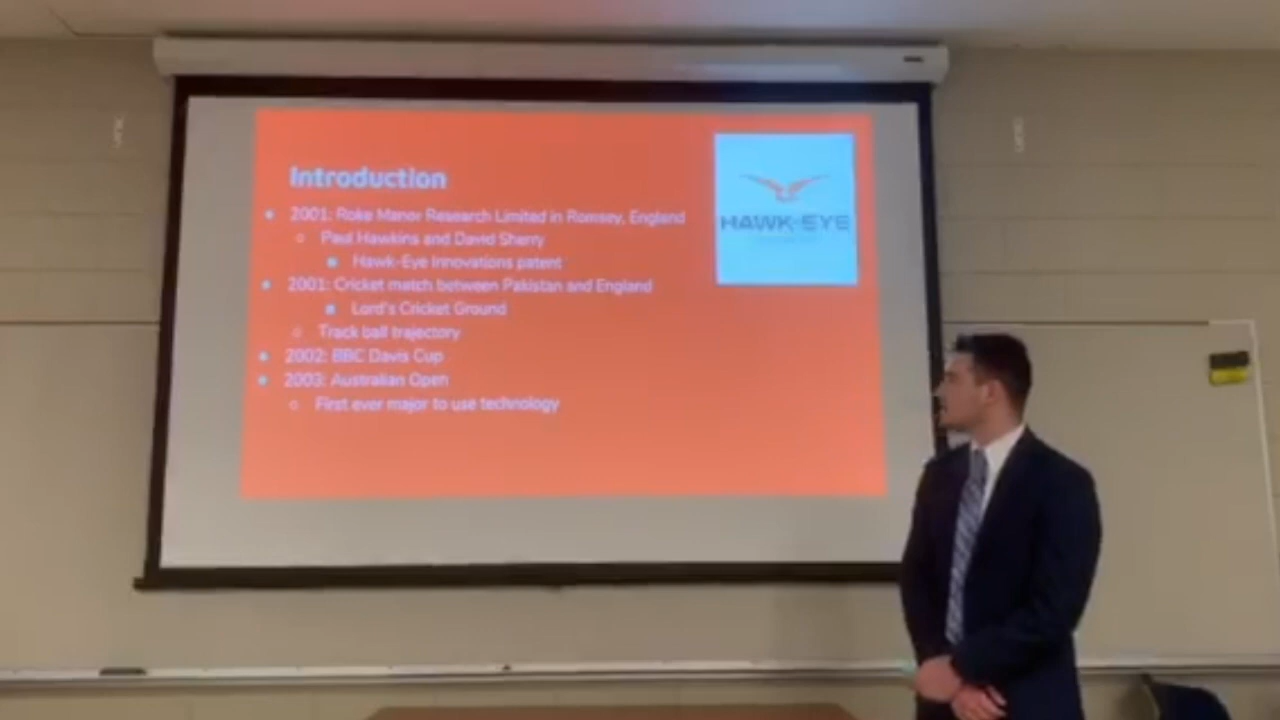 Introduction
2001: Roke Manor Research Limited in Romsey, England
Paul Hawkins and David Sherry
Hawk-Eye Innovations patent
2001: Cricket match between Pakistan and England
Lord's Cricket Ground
Track ball trajectory
2002: BBC Davis Cup
2003: Australian Open
First ever major to use technology
HAWK-EYE